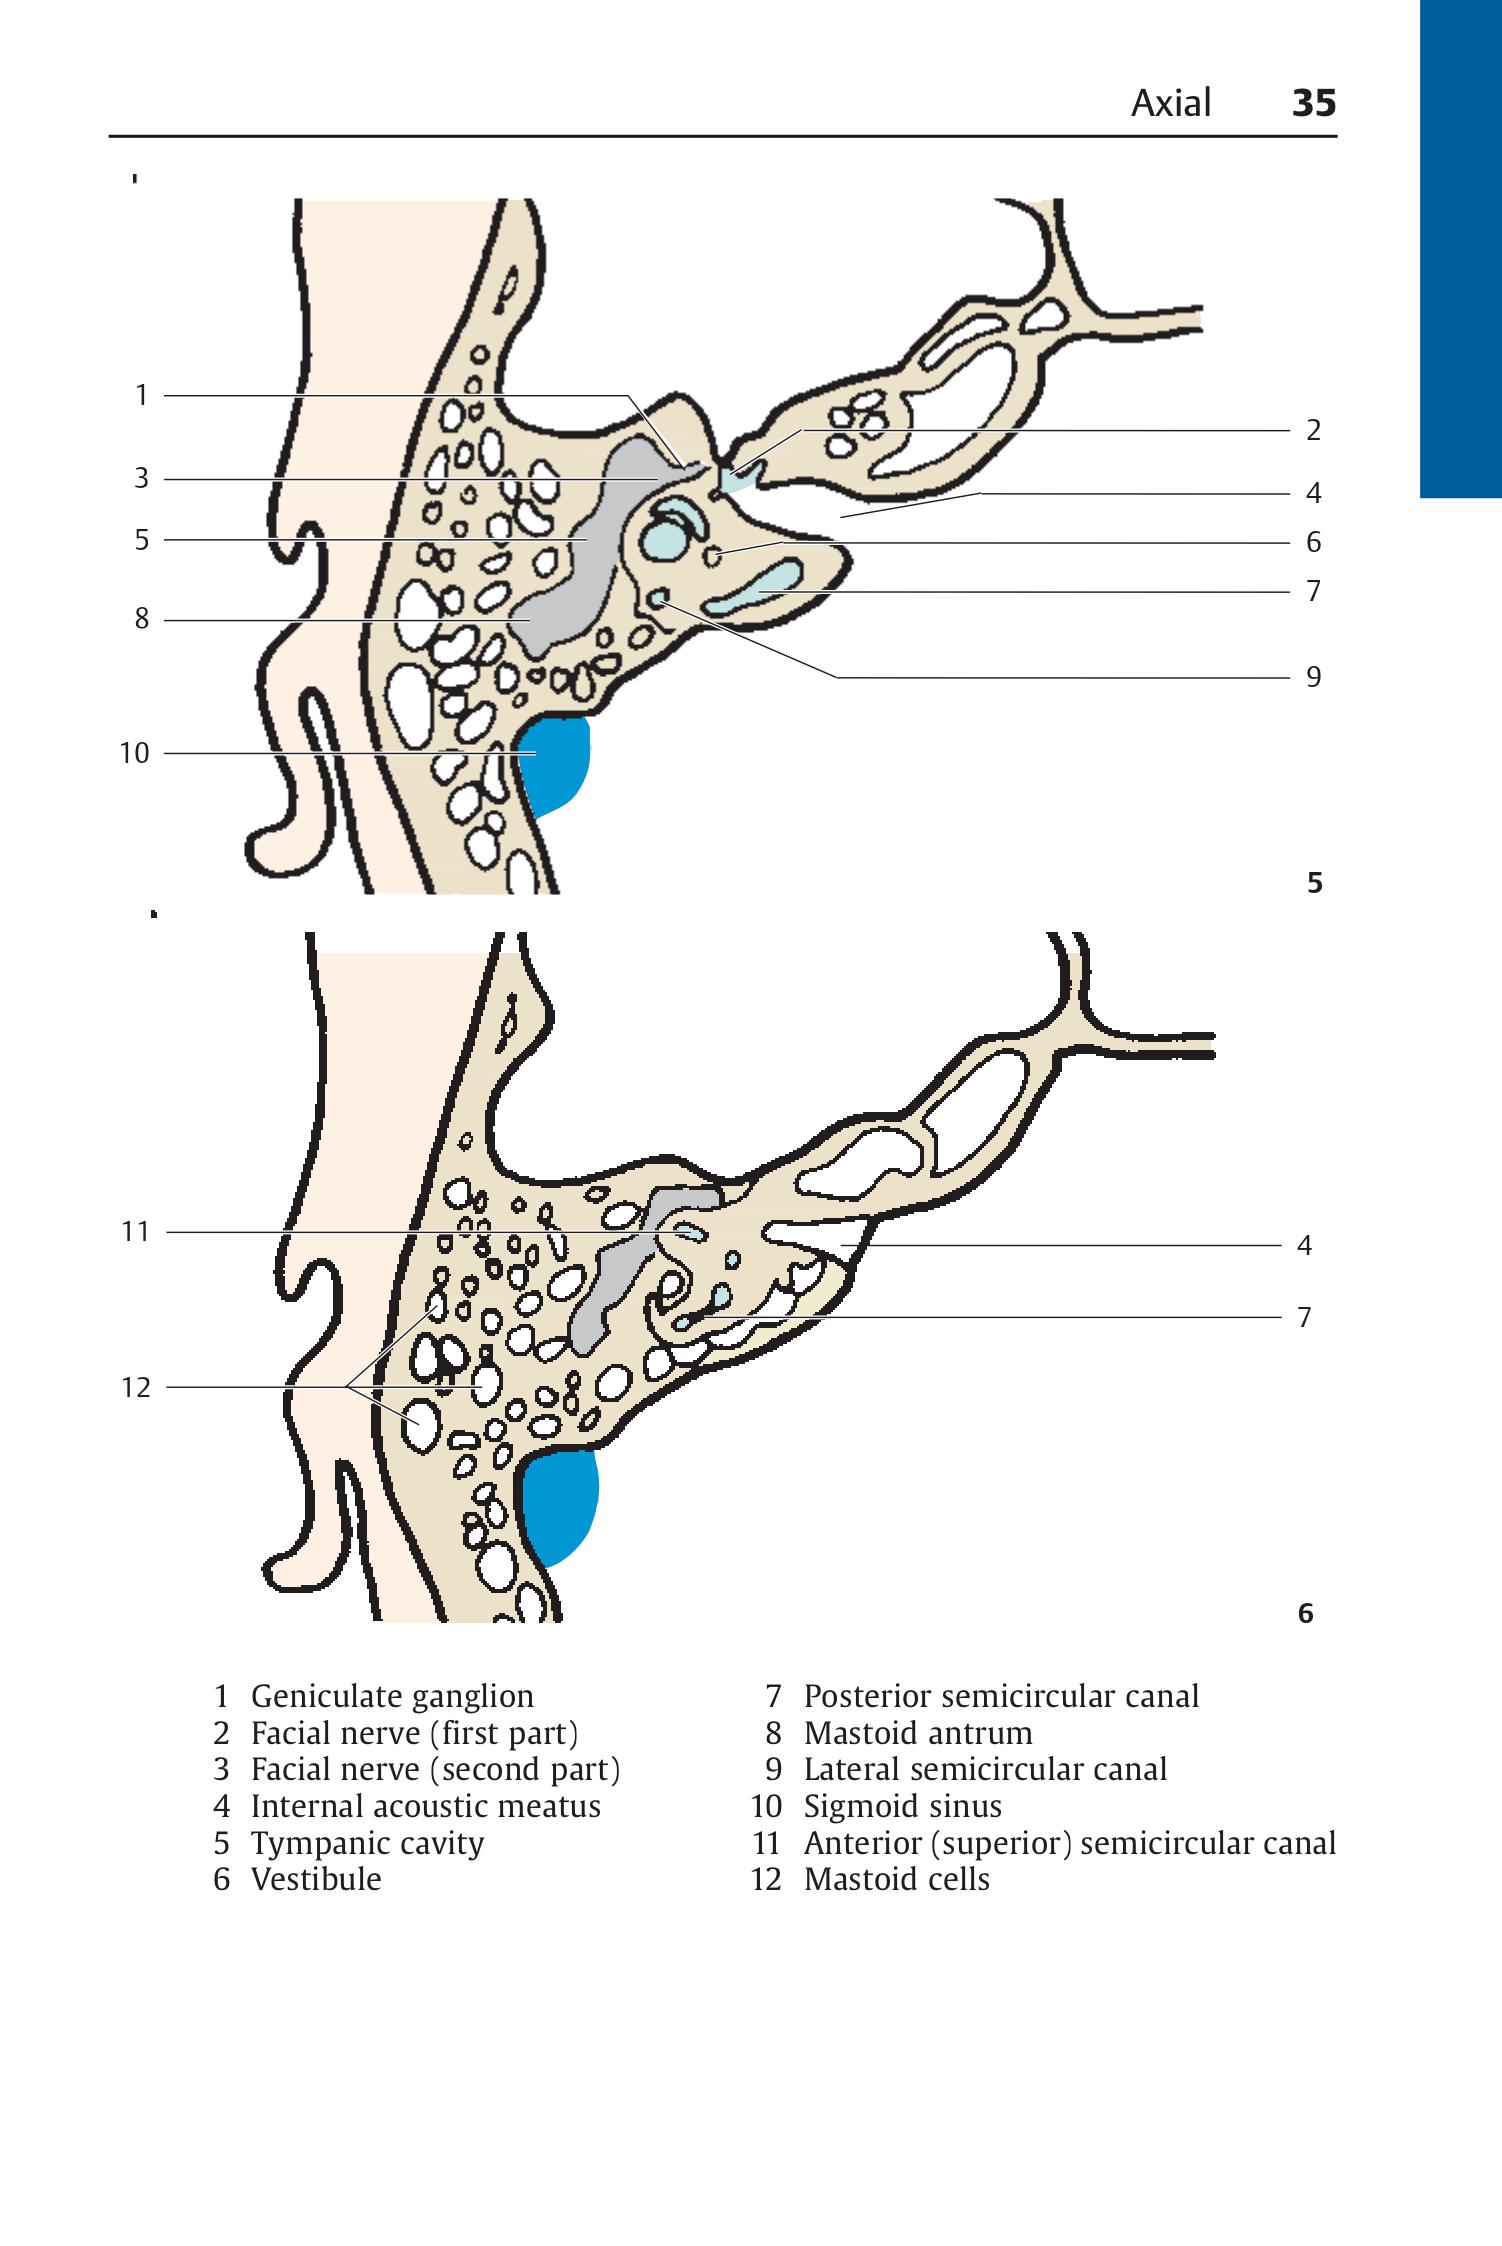 Axial 35
1
2
3
4
5
6
7
8
9
10
5
11
4
7
12
6
1 Geniculate ganglion
2 Facial nerve (first part)
3 Facial nerve (second part)
4 Internal acoustic meatus
5 Tympanic cavity
6 Vestibule
7 Posterior semicircular canal
8 Mastoid antrum
9 Lateral semicircular canal
10 Sigmoid sinus
11 Anterior (superior) semicircular canal
12 Mastoid cells